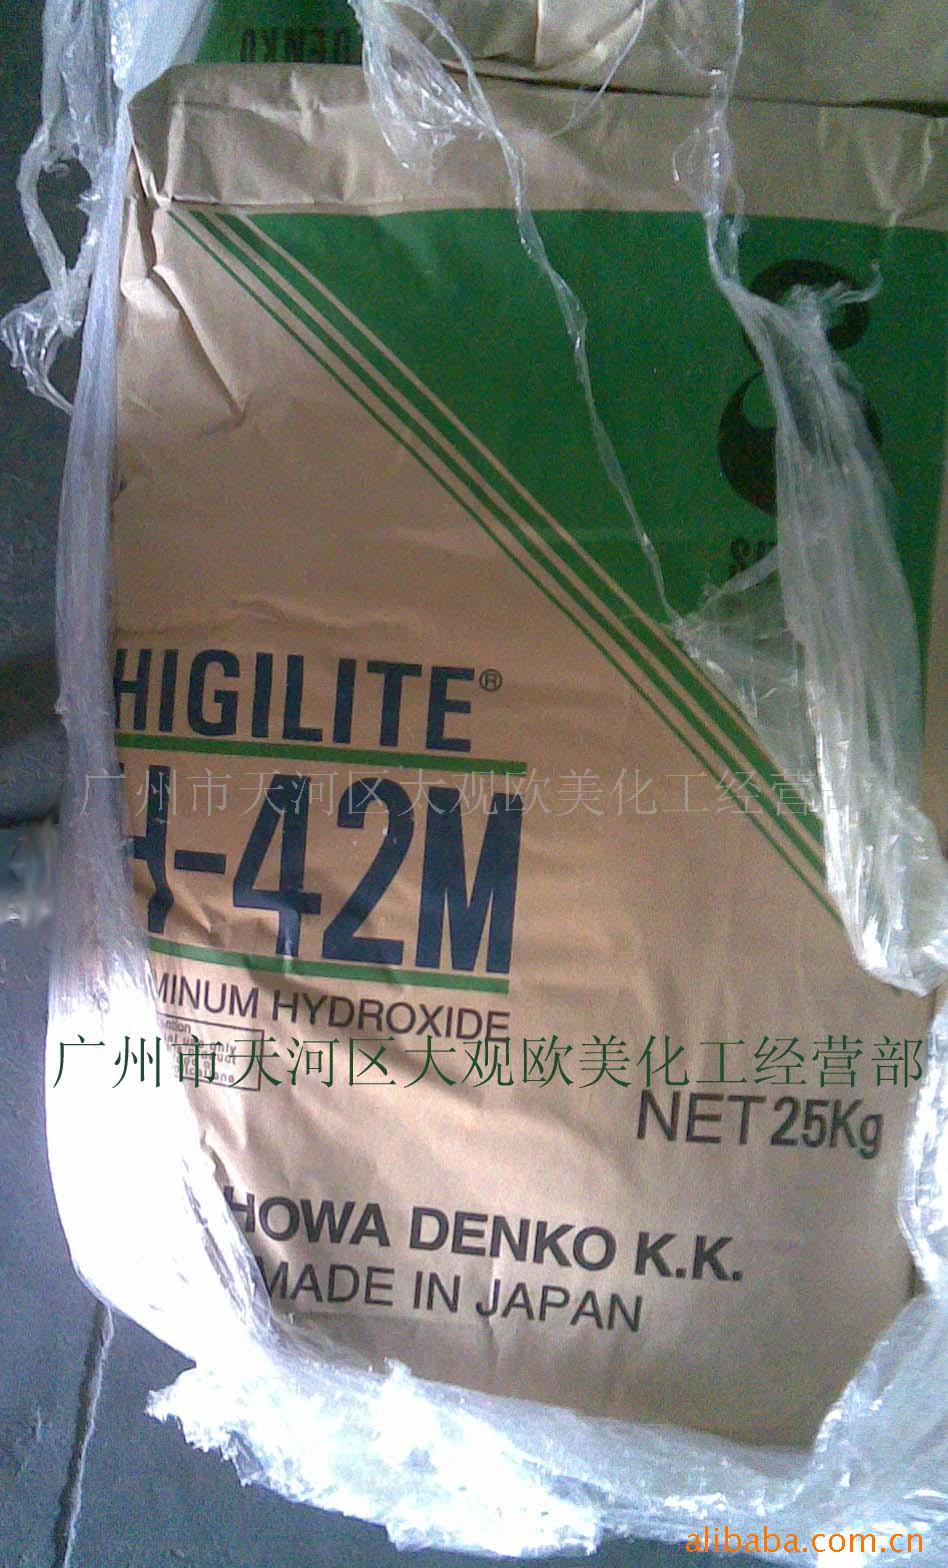 DENKO
HIGILITE®
H-42M
MINUM HYDROXIDE
广州市天河区大观欧美化工经营
广州市天河区大观欧美化工经营部
NET 25Kg
HOWA DENKO K.K.
MADE IN JAPAN
alibaba.com.cn